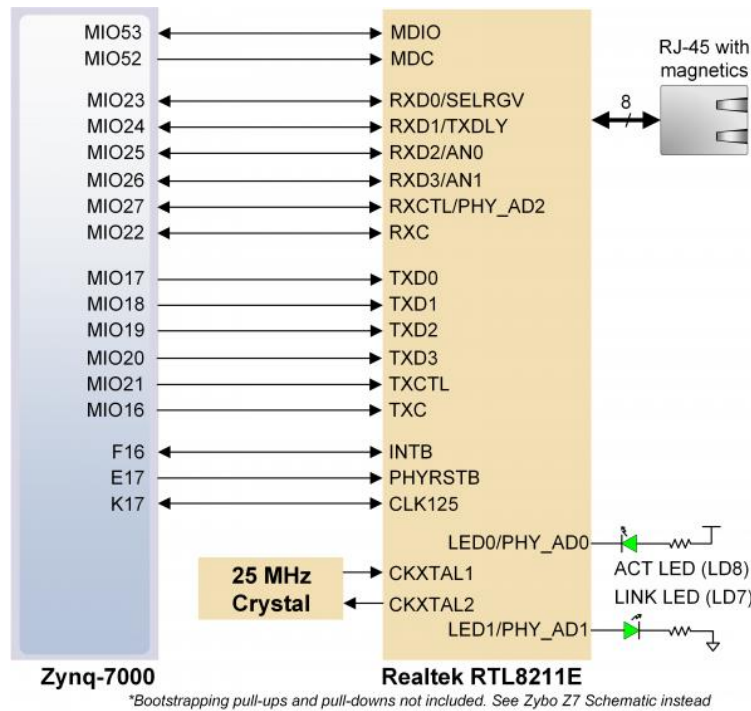 MIO53 MDIO
MIO52 MDC
RJ-45 with
magnetics
MIO23 RXD0/SELRGV
8
MIO24 RXD1/TXDLY
MIO25 RXD2/AN0
MIO26 RXD3/AN1
MIO27 RXCTL/PHY_AD2
MIO22 RXC
MIO17 TXD0
MIO18 TXD1
MIO19 TXD2
MIO20 TXD3
MIO21 TXCTL
MIO16 TXC
F16 INTB
E17 PHYRSTB
K17 CLK125
LED0/PHY_AD0
25 MHz
Crystal
CKXTAL1
CKXTAL2
ACT LED (LD8)
LINK LED (LD7)
LED1/PHY_AD1
Zynq-7000 Realtek RTL8211E
*Bootstrapping pull-ups and pull-downs not included. See Zybo Z7 Schematic instead